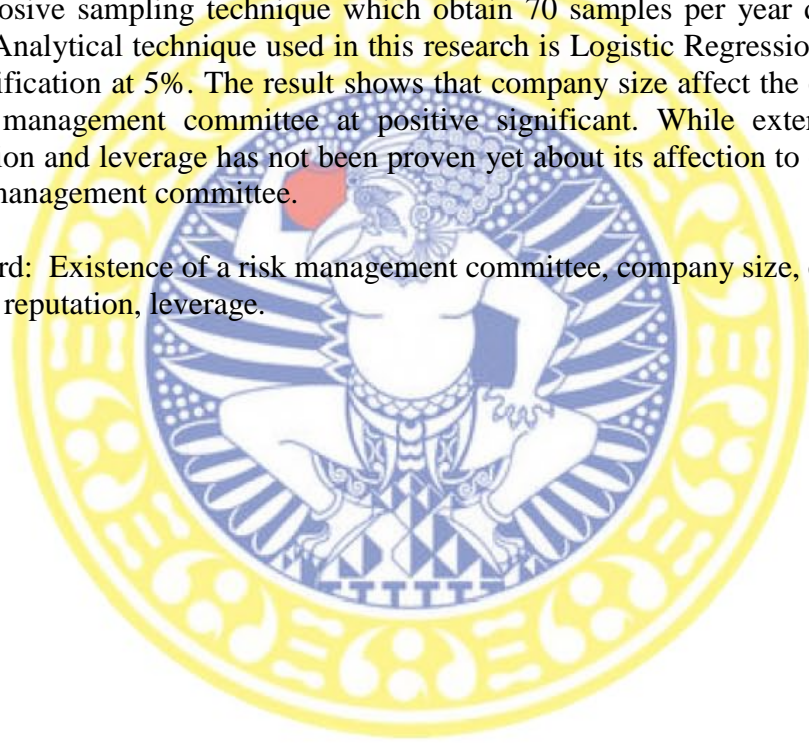 osive sampling technique which obtain 70 samples per year
Analytical technique used in this research is Logistic Regressio
ification at 5%. The result shows that company size affect the
management committee at positive significant. While exter
ion and leverage has not been proven yet about its affection to
management committee.
rd: Existence of a risk management committee, company size,
reputation, leverage.